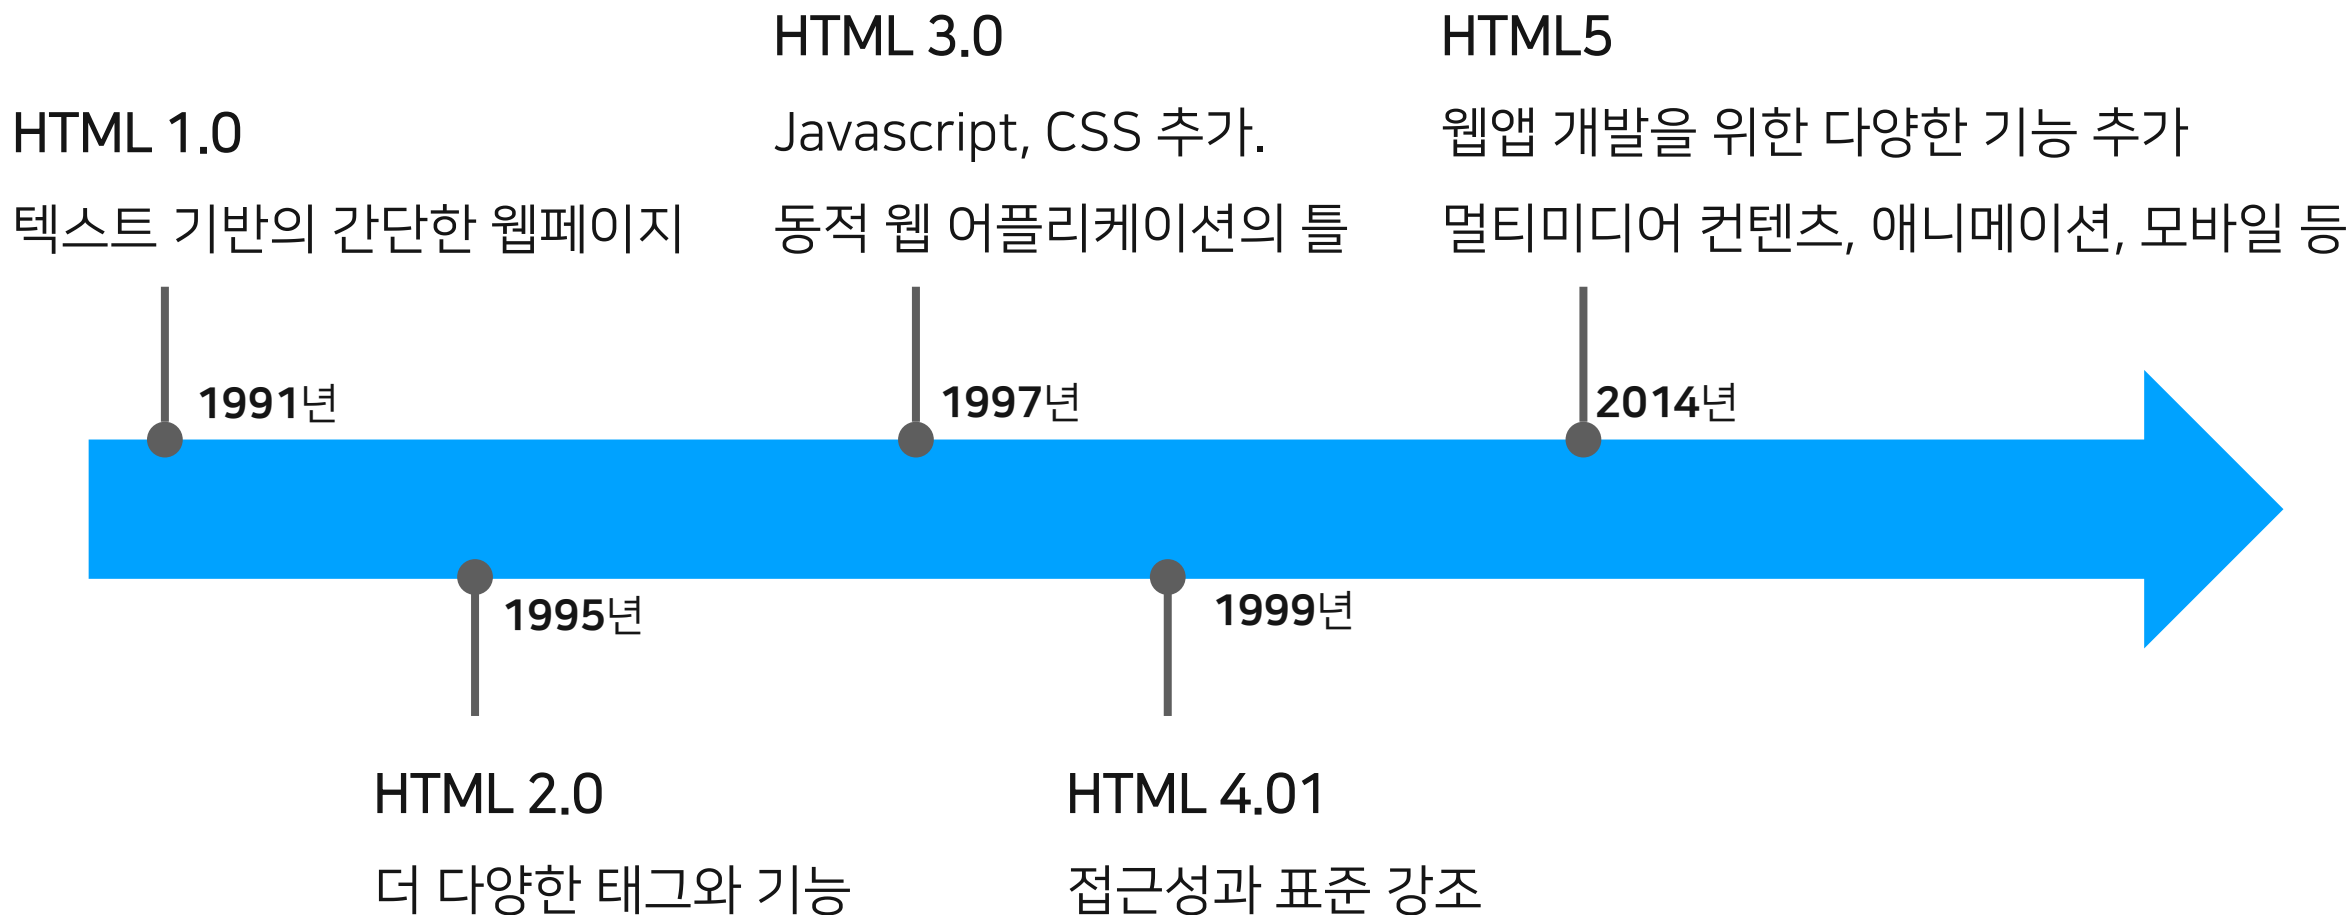 HTML 1.0
텍스트 기반의 간단한 웹페이지
1991년
HTML 2.0
더 다양한 태그와 기능
1995년
HTML 3.0
Javascript, CSS 추가.
동적 웹 어플리케이션의 틀
1997년
HTML 4.01
접근성과 표준 강조
1999년
HTML5
웹앱 개발을 위한 다양한 기능 추가
멀티미디어 컨텐츠, 애니메이션, 모바일 등
2014년